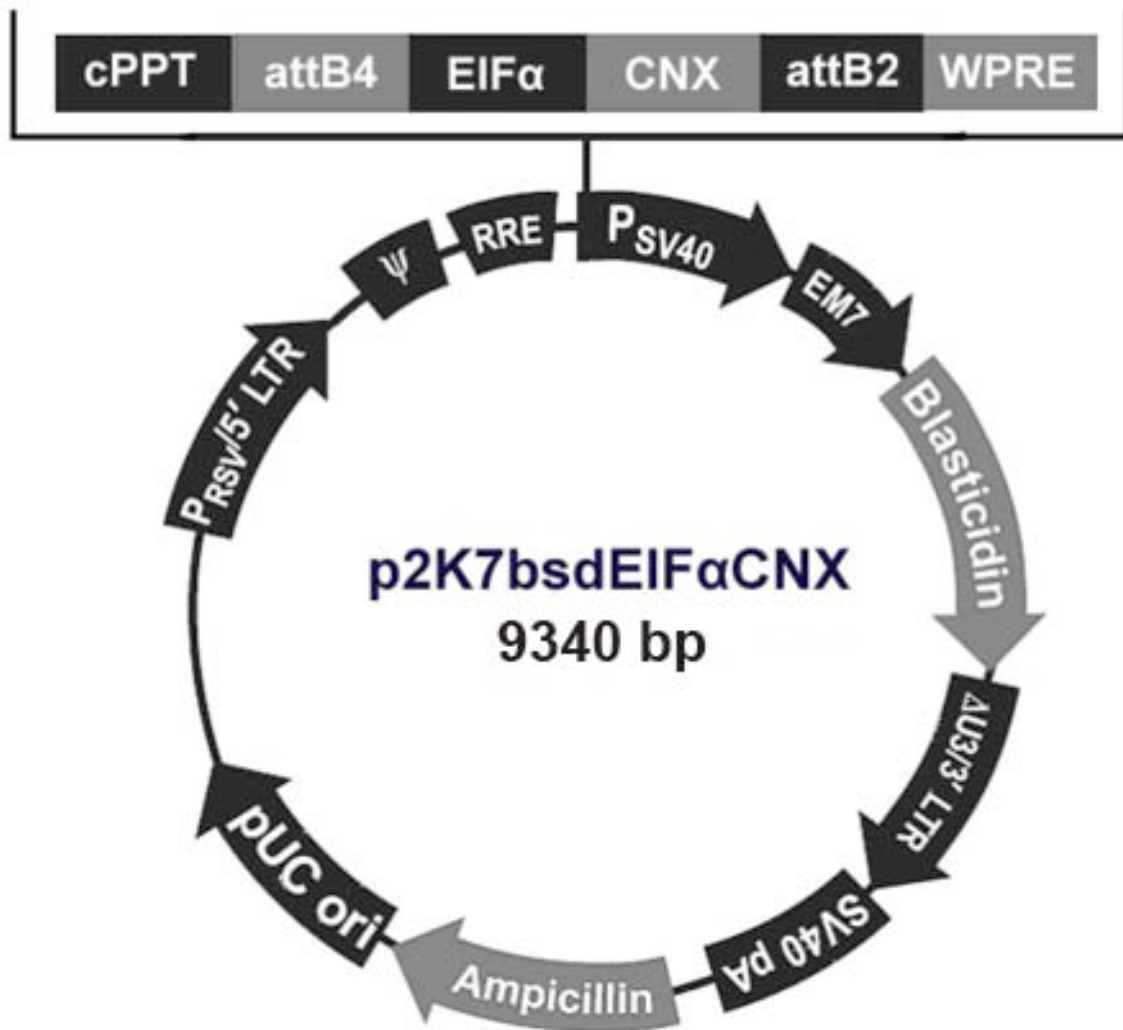 cPPT attB4 EIFα CNX attB2 WPRE
RRE
PSV40
EM7
Blasticidin
ΔU3/3' LTR
SV40 pA
Ampicillin
pUC ori
PRSV/5' LTR
Ψ
p2K7bsdEIFαCNX
9340 bp